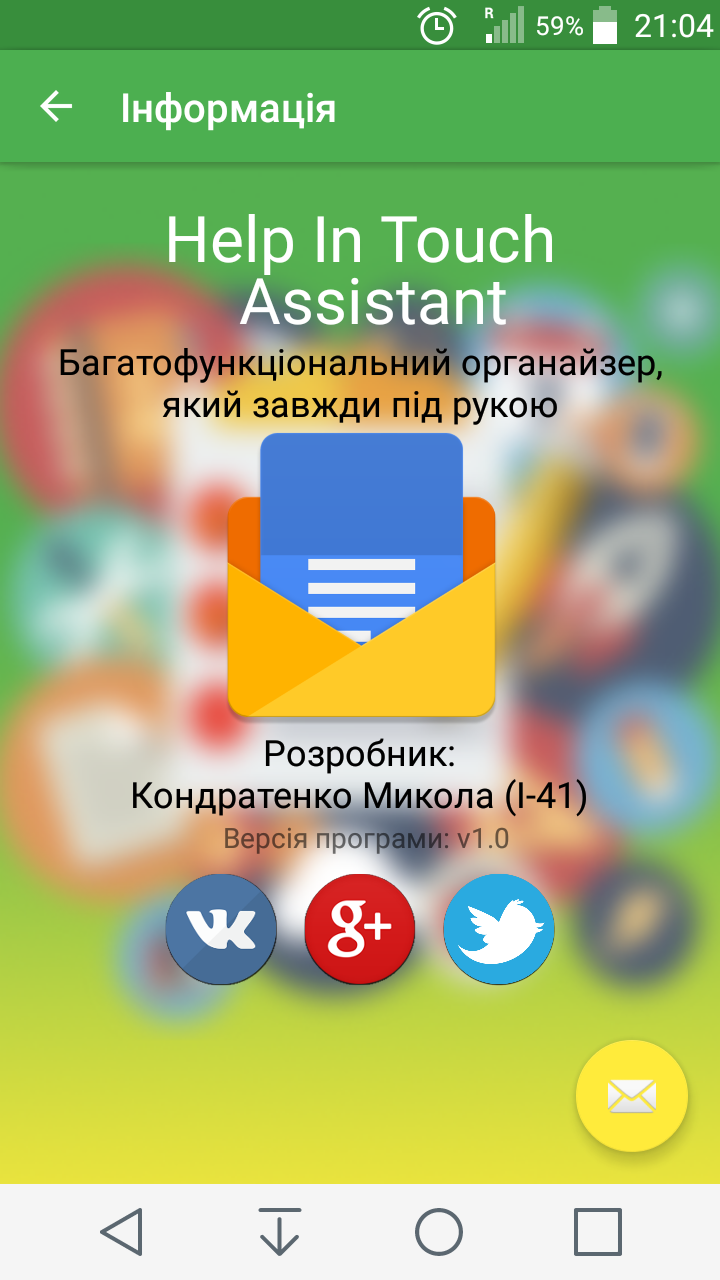 R
59%
21:04
Інформація
Help In Touch
Assistant
Багатофункціональний органайзер,
який завжди під рукою
Розробник:
Кондратенко Микола (І-41)
Версія програми: v1.0
g+